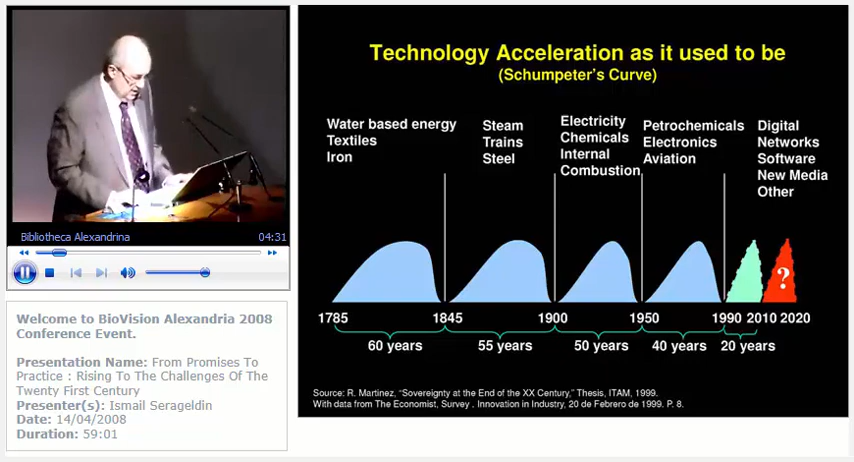 Bibliotheca Alexandrina 04:31
Welcome to BioVision Alexandria 2008
Conference Event.
Presentation Name: From Promises To
Practice : Rising To The Challenges Of The
Twenty First Century
Presenter(s): Ismail Serageldin
Date: 14/04/2008
Duration: 59:01
Technology Acceleration as it used to be
(Schumpeter's Curve)
Water based energy
Textiles
Iron
Steam
Trains
Steel
Electricity
Chemicals
Internal
Combustion
Petrochemicals
Electronics
Aviation
Digital
Networks
Software
New Media
Other
?
1785 1845 1900 1950 1990 2010 2020
60 years 55 years 50 years 40 years 20 years
Source: R. Martinez, "Sovereignty at the End of the XX Century," Thesis, ITAM, 1999.
With data from The Economist, Survey . Innovation in Industry, 20 de Febrero de 1999. P. 8.